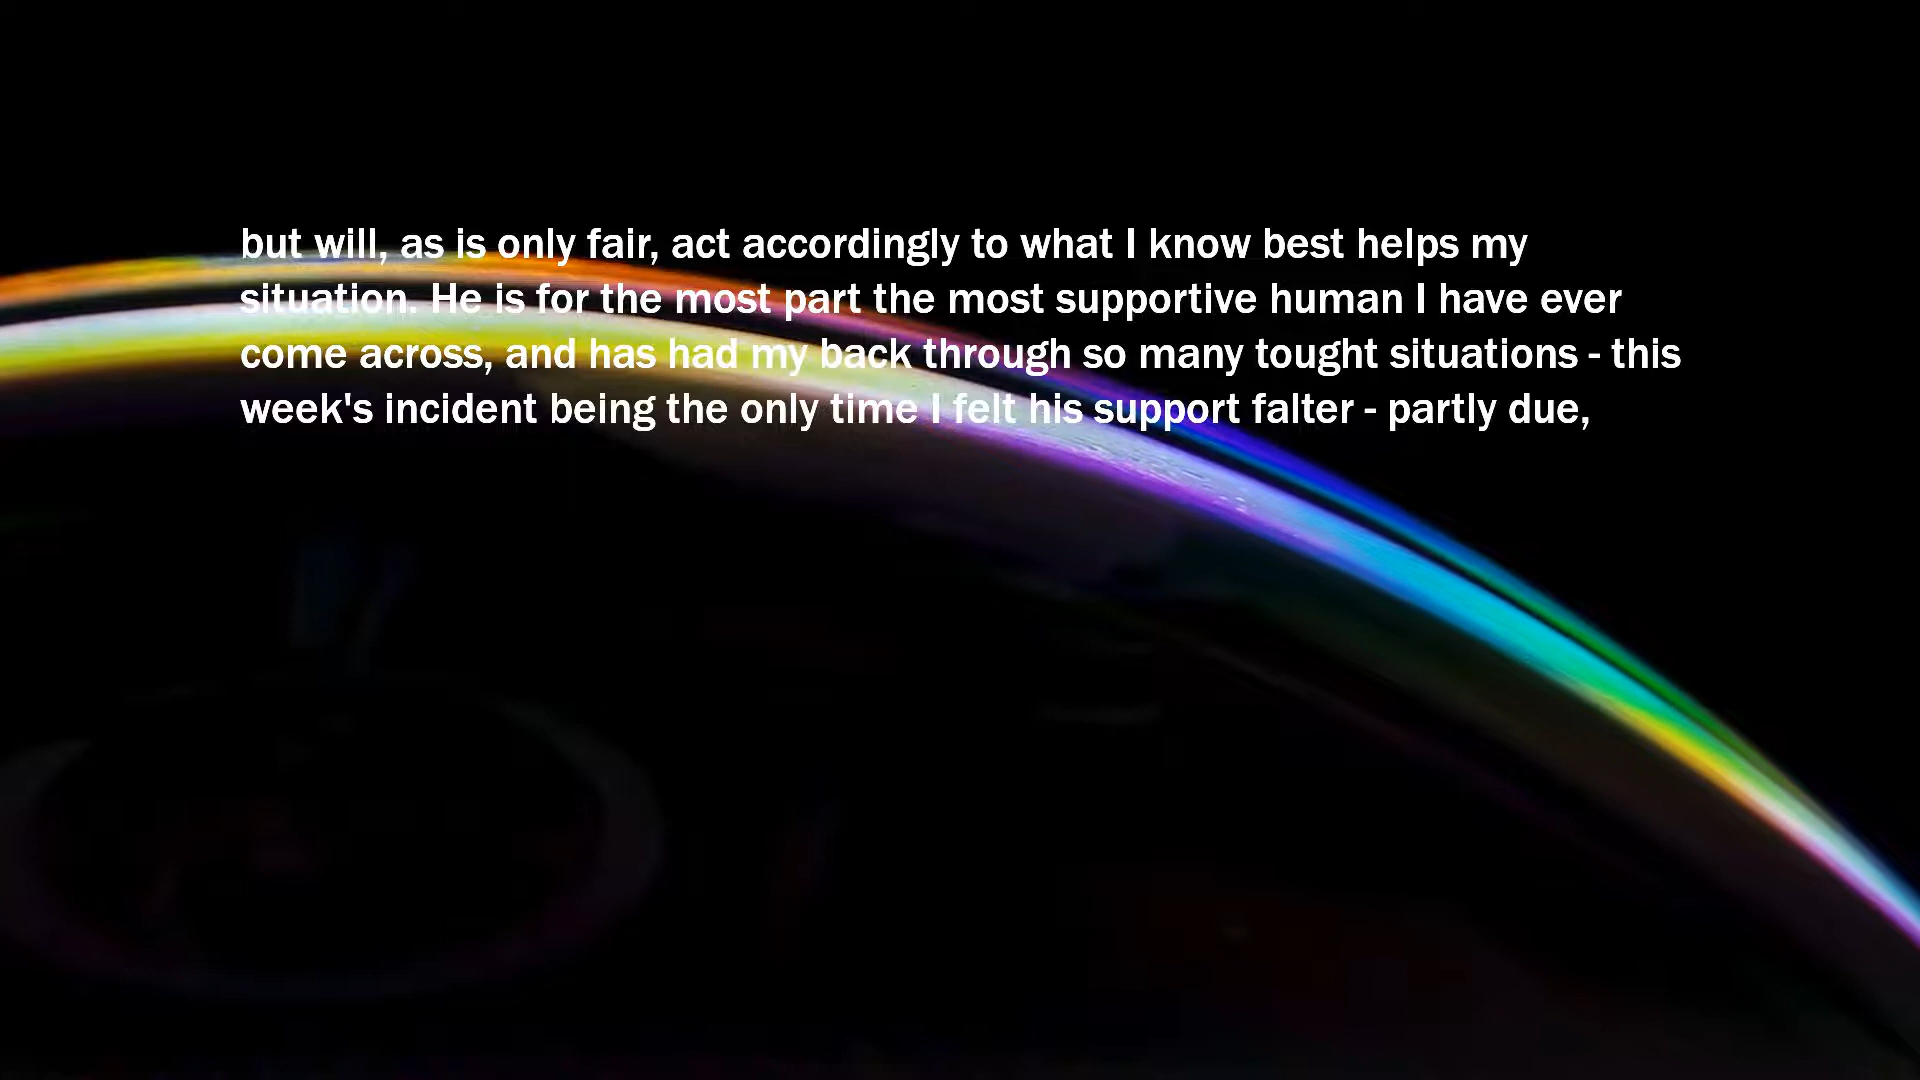 but will, as is only fair, act accordingly to what I know best helps my
situation. He is for the most part the most supportive human I have ever
come across, and has had my back through so many tought situations - this
week's incident being the only time I felt his support falter - partly due,